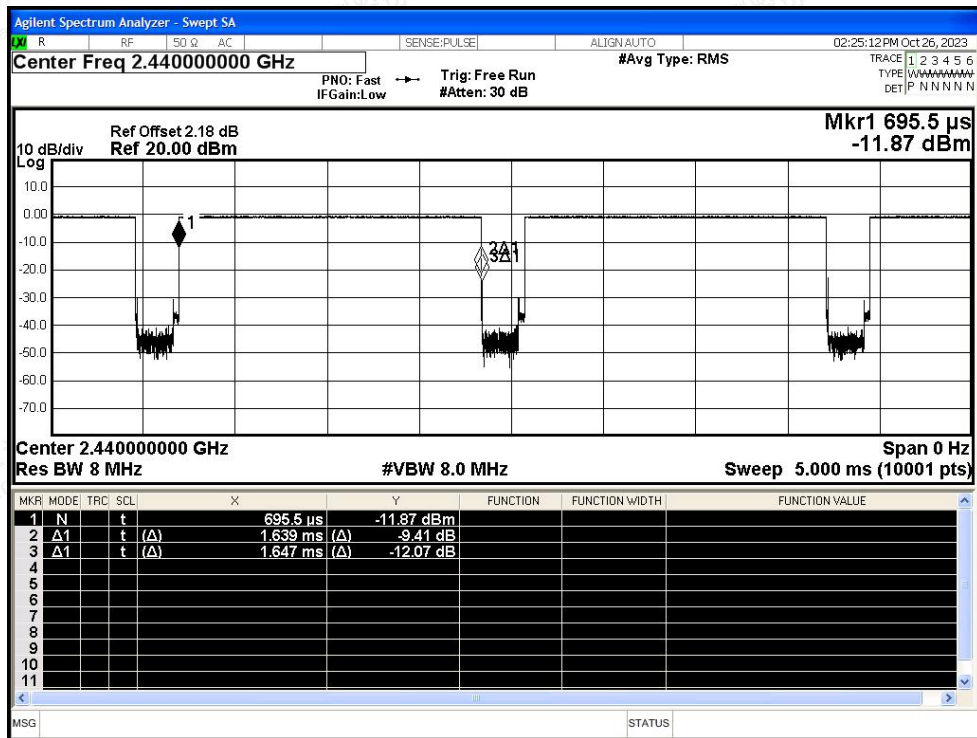 Agilent Spectrum Analyzer - Swept SA
LXI R RF 50 Ω AC SENSE:PULSE ALIGN AUTO 02:25:12 PM Oct 26, 2023
Center Freq 2.440000000 GHz
PNO: Fast
IFGain:Low
Trig: Free Run
#Atten: 30 dB
#Avg Type: RMS
TRACE 1 2 3 4 5 6
TYPE
DET P N N N N N
10 dB/div
Log
Ref Offset 2.18 dB
Ref 20.00 dBm
Mkr1 695.5 µs
-11.87 dBm
10.0
0.00
-10.0
-20.0
-30.0
-40.0
-50.0
-60.0
-70.0
1
3Δ1
Center 2.440000000 GHz Span 0 Hz
Res BW 8 MHz #VBW 8.0 MHz Sweep 5.000 ms (10001 pts)
MKR MODE TRC SCL X Y FUNCTION FUNCTION WIDTH FUNCTION VALUE
1 N t 695.5 µs -11.87 dBm
2 Δ1 t (Δ) 1.639 ms (Δ) -9.41 dB
3 Δ1 t (Δ) 1.647 ms (Δ) -12.07 dB
4
5
6
7
8
9
10
11
MSG STATUS